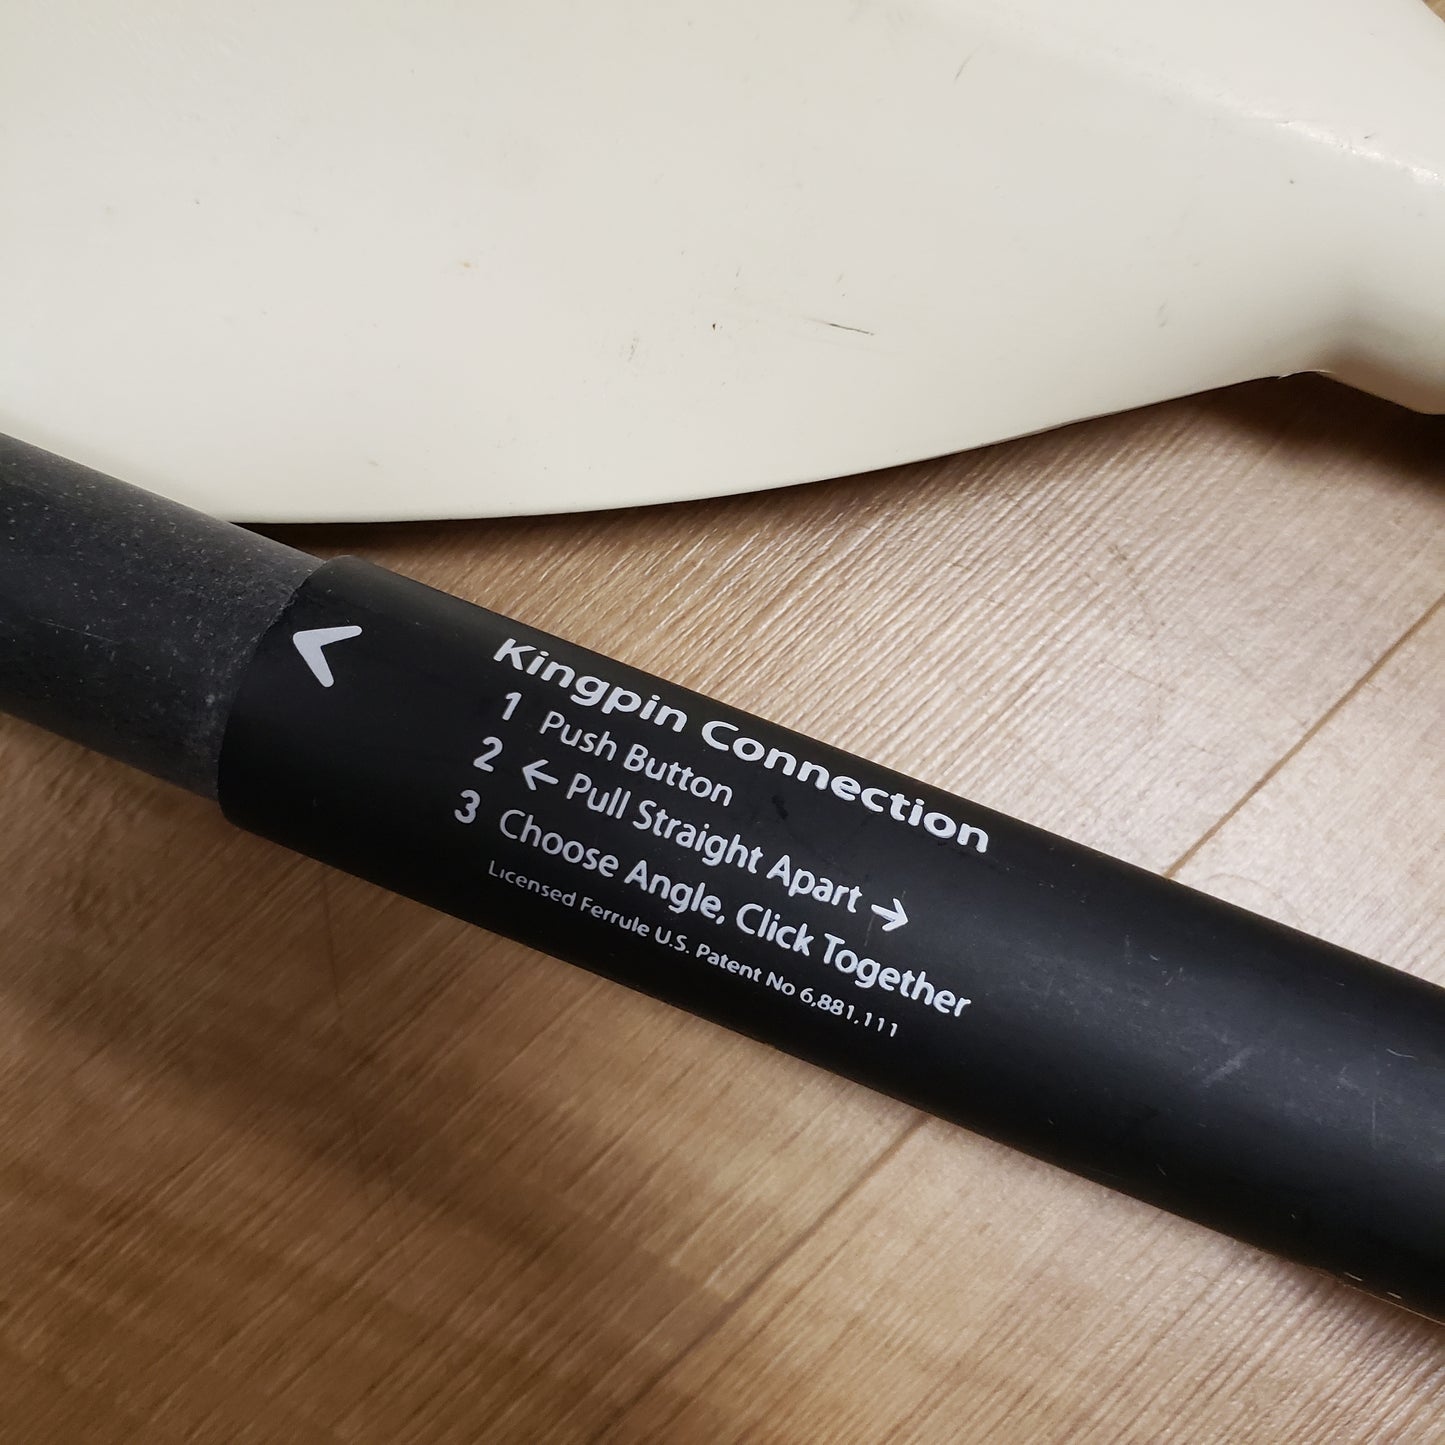 Kingpin Connection
1 Push Button
2 ← Pull Straight Apart →
3 Choose Angle, Click Together
Licensed Ferrule U.S. Patent No 6,881,111